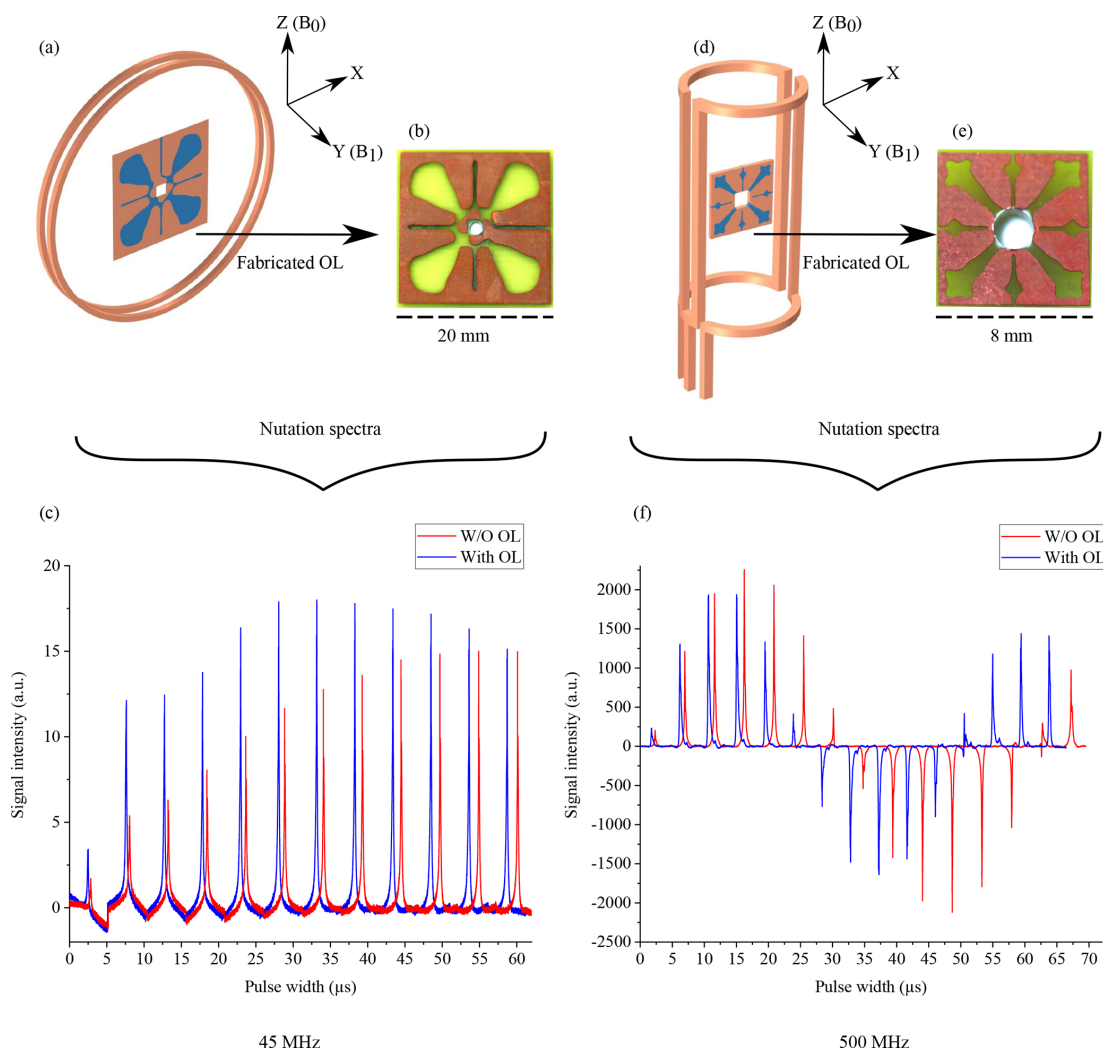 (a)
Z (B0)
X
Y (B1)
(b)
Fabricated OL
20 mm
(d)
Z (B0)
X
Y (B1)
(e)
Fabricated OL
8 mm
Nutation spectra
Nutation spectra
(c)
W/O OL
With OL
20
15
10
5
0
Signal intensity (a.u.)
0 5 10 15 20 25 30 35 40 45 50 55 60
Pulse width (µs)
45 MHz
(f)
W/O OL
With OL
2000
1500
1000
500
0
-500
-1000
-1500
-2000
-2500
Signal intensity (a.u.)
0 5 10 15 20 25 30 35 40 45 50 55 60 65 70
Pulse width (µs)
500 MHz